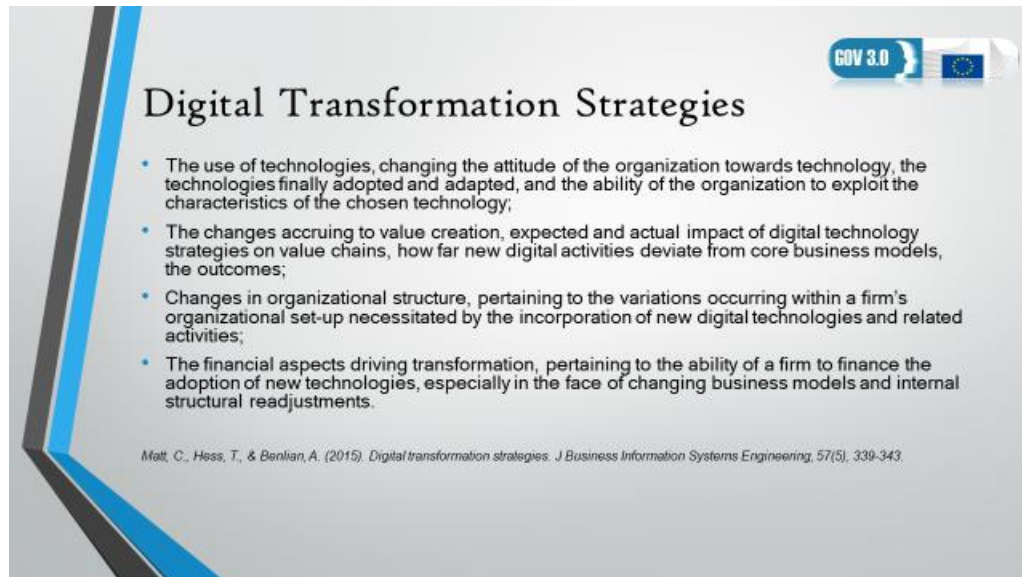 GOV 3.0
Digital Transformation Strategies
• The use of technologies, changing the attitude of the organization towards technology, the
technologies finally adopted and adapted, and the ability of the organization to exploit the
characteristics of the chosen technology;
• The changes accruing to value creation, expected and actual impact of digital technology
strategies on value chains, how far new digital activities deviate from core business models,
the outcomes;
• Changes in organizational structure, pertaining to the variations occurring within a firm's
organizational set-up necessitated by the incorporation of new digital technologies and related
activities;
• The financial aspects driving transformation, pertaining to the ability of a firm to finance the
adoption of new technologies, especially in the face of changing business models and internal
structural readjustments.
Matt, C., Hess, T., & Benlian, A. (2015). Digital transformation strategies. J Business Information Systems Engineering, 57(5), 339-343.